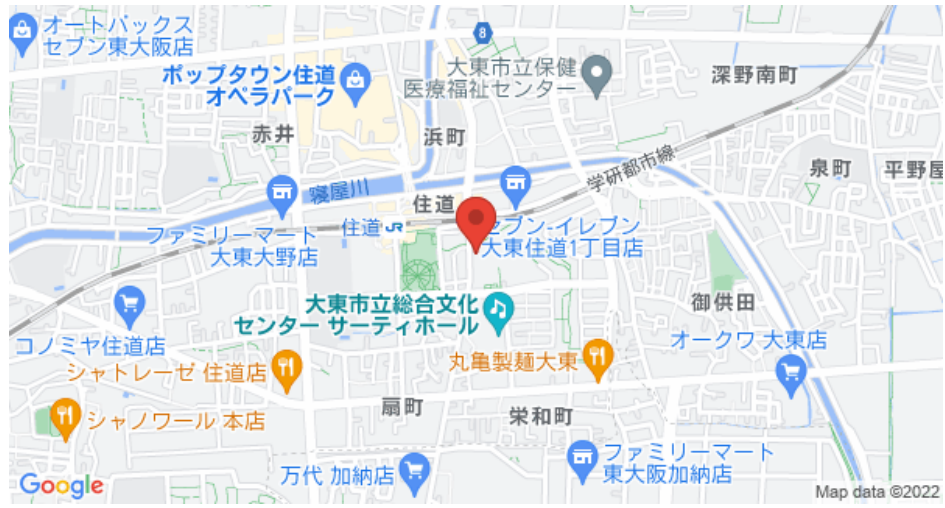 オートバックス
セブン東大阪店
8
大東市立保健
医療福祉センター
深野南町
ポップタウン住道
オペラパーク
赤井
浜町
学研都市線
泉町
平野屋
寝屋川
住道
住道 JR
セブン-イレブン
大東住道1丁目店
ファミリーマート
大東大野店
大東市立総合文化
センター サーティホール
御供田
コノミヤ住道店
オークワ 大東店
シャトレーゼ 住道店
丸亀製麺大東
シャノワール 本店
扇町
栄和町
万代 加納店
ファミリーマート
東大阪加納店
Google
Map data ©2022